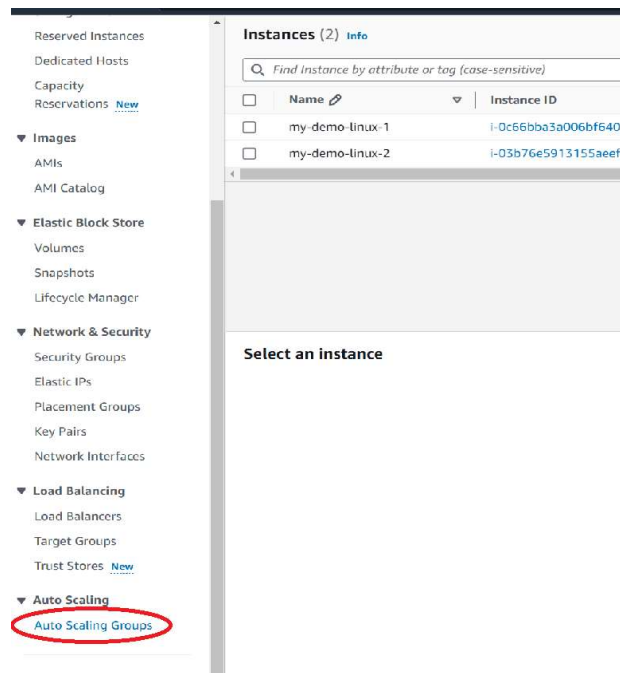 Reserved Instances
Dedicated Hosts
Capacity
Reservations New
Images
AMIs
AMI Catalog
Elastic Block Store
Volumes
Snapshots
Lifecycle Manager
Network & Security
Security Groups
Elastic IPs
Placement Groups
Key Pairs
Network Interfaces
Load Balancing
Load Balancers
Target Groups
Trust Stores New
Auto Scaling
Auto Scaling Groups
Instances (2) Info
Find Instance by attribute or tag (case-sensitive)
Name Instance ID
my-demo-linux-1 i-0c66bba3a006bf640
my-demo-linux-2 i-03b76e5913155aeef
Select an instance